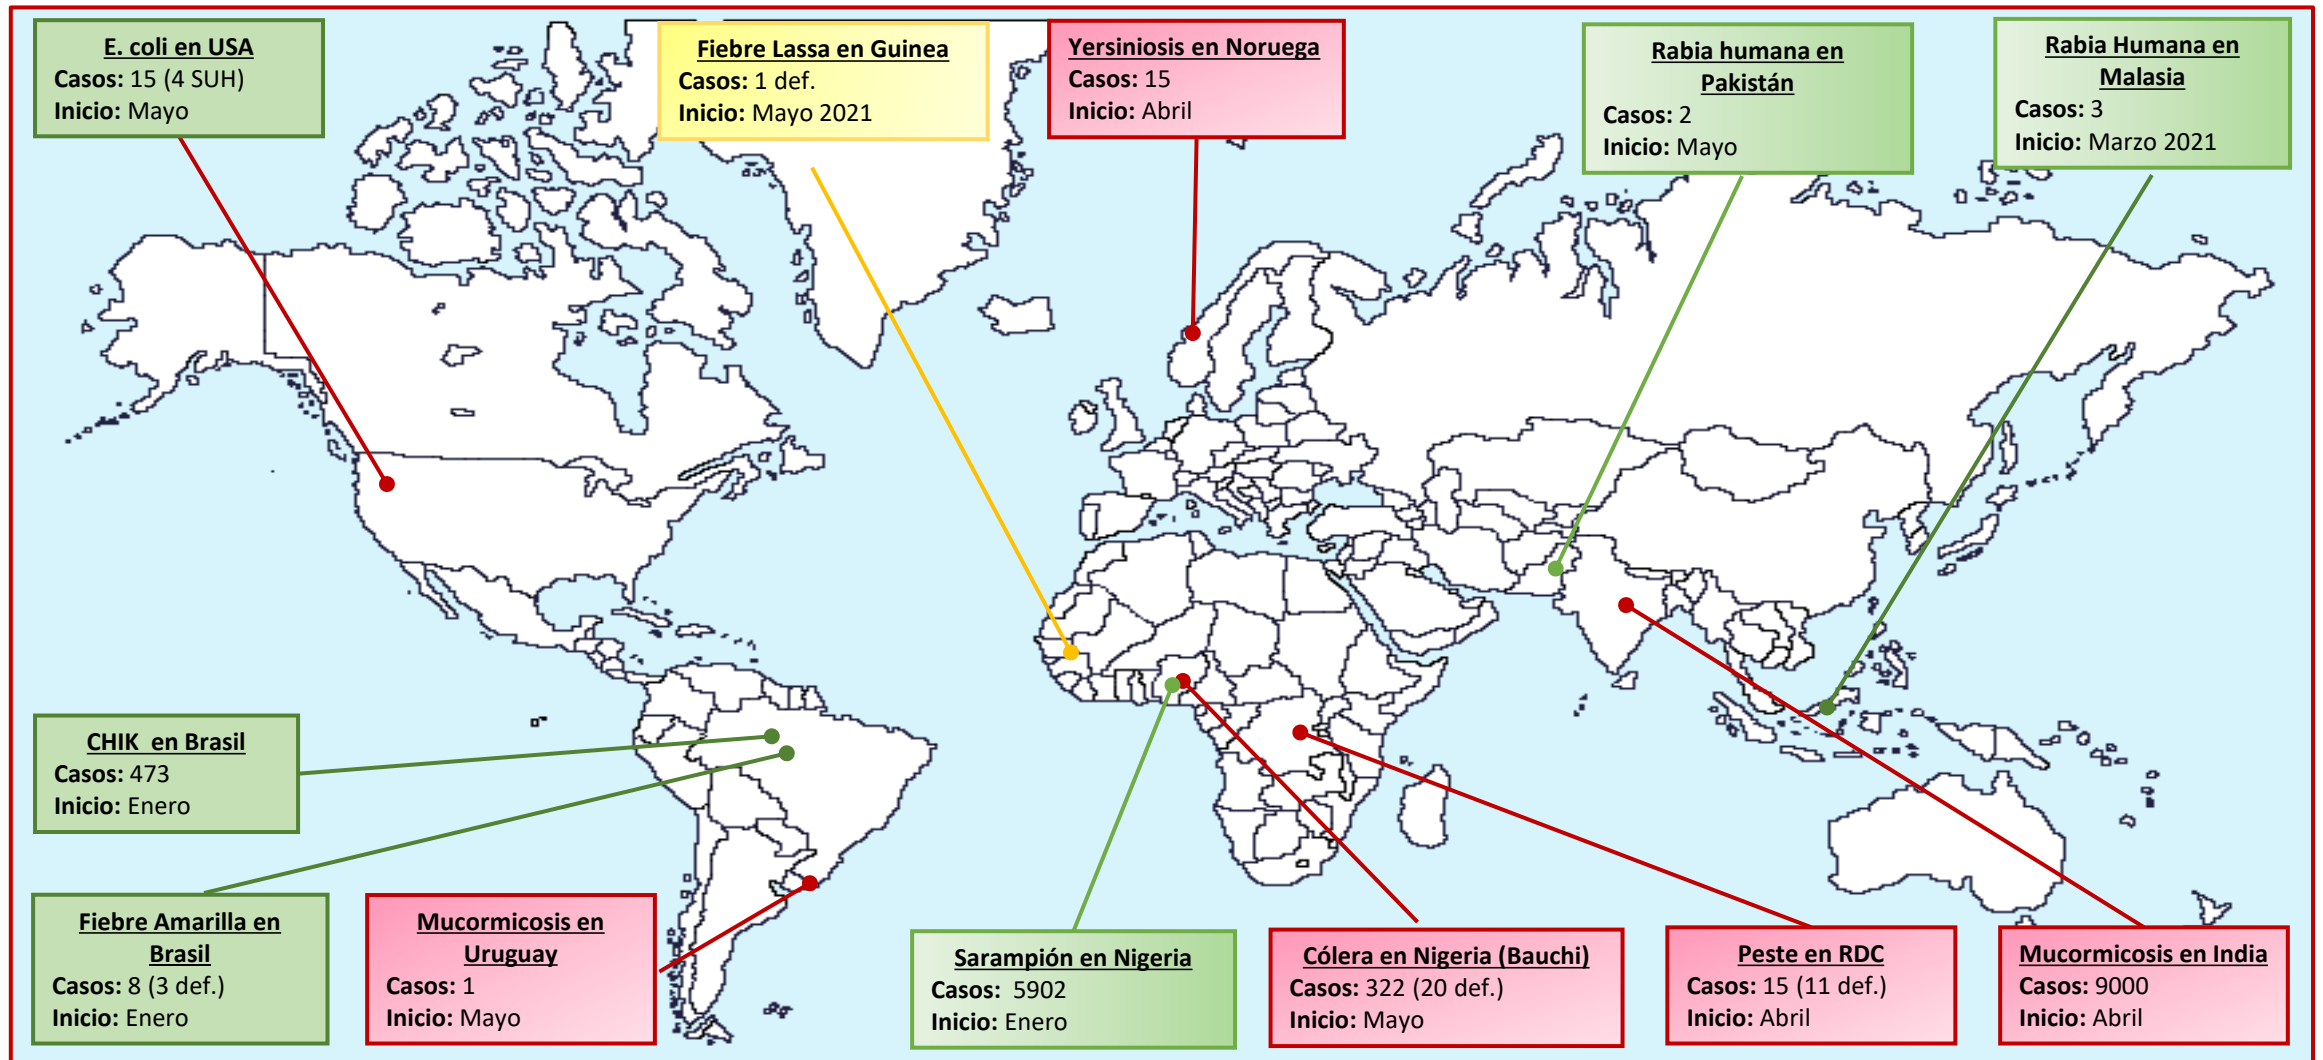 E. coli en USA
Casos: 15 (4 SUH)
Inicio: Mayo
Fiebre Lassa en Guinea
Casos: 1 def.
Inicio: Mayo 2021
Yersiniosis en Noruega
Casos: 15
Inicio: Abril
Rabia humana en
Pakistán
Casos: 2
Inicio: Mayo
Rabia Humana en
Malasia
Casos: 3
Inicio: Marzo 2021
CHIK en Brasil
Casos: 473
Inicio: Enero
Fiebre Amarilla en
Brasil
Casos: 8 (3 def.)
Inicio: Enero
Mucormicosis en
Uruguay
Casos: 1
Inicio: Mayo
Sarampión en Nigeria
Casos: 5902
Inicio: Enero
Cólera en Nigeria (Bauchi)
Casos: 322 (20 def.)
Inicio: Mayo
Peste en RDC
Casos: 15 (11 def.)
Inicio: Abril
Mucormicosis en India
Casos: 9000
Inicio: Abril